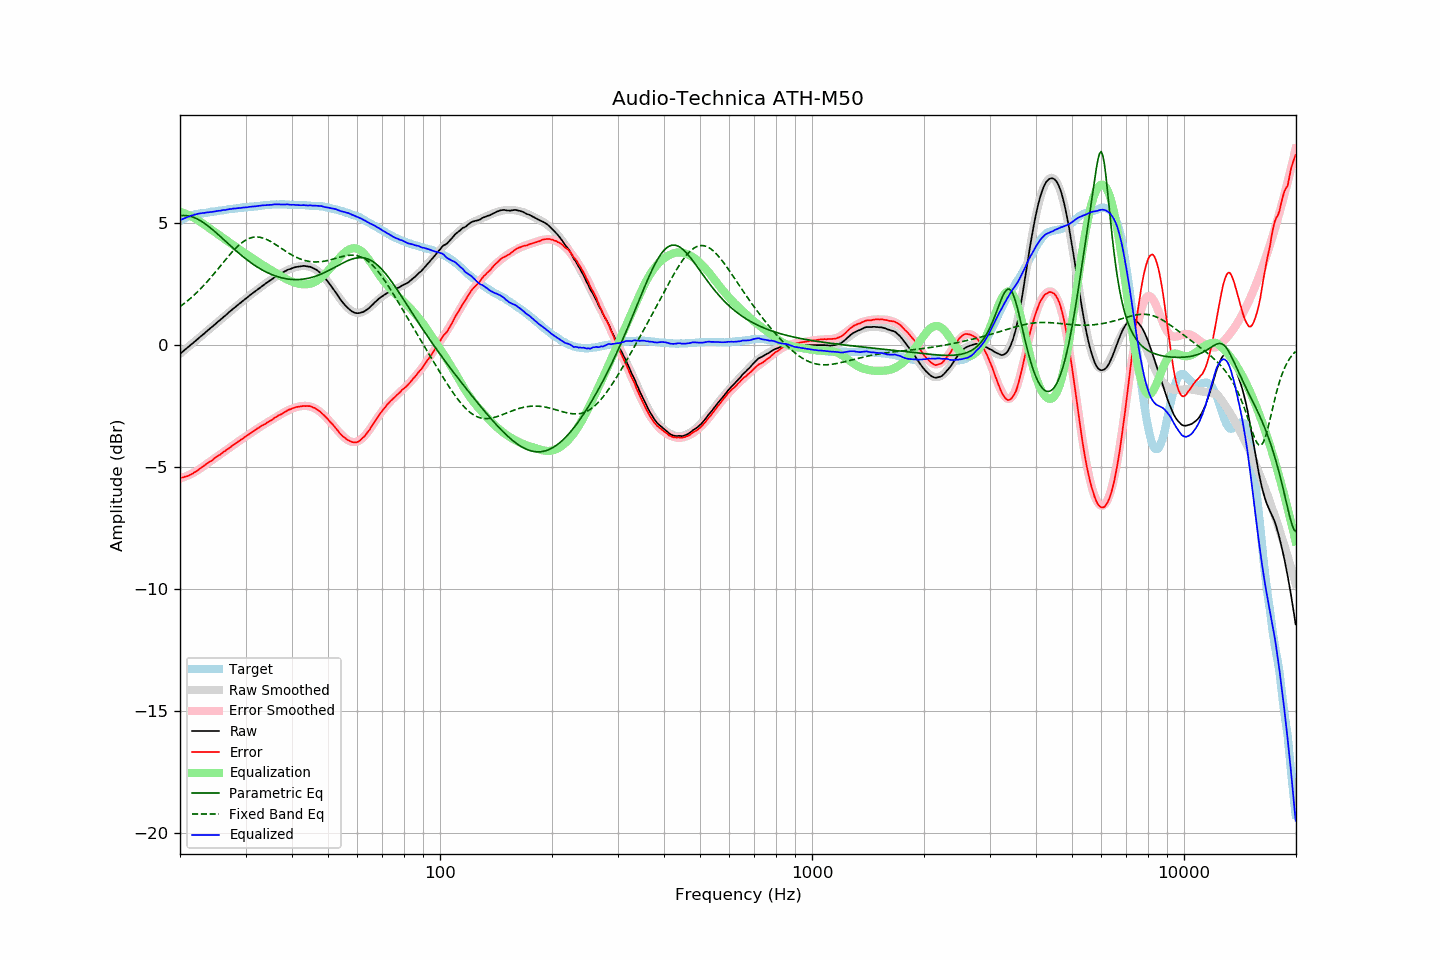 Audio-Technica ATH-M50
Amplitude (dBr)
5
0
−5
−10
−15
−20
Target
Raw Smoothed
Error Smoothed
Raw
Error
Equalization
Parametric Eq
Fixed Band Eq
Equalized
100 1000 10000
Frequency (Hz)